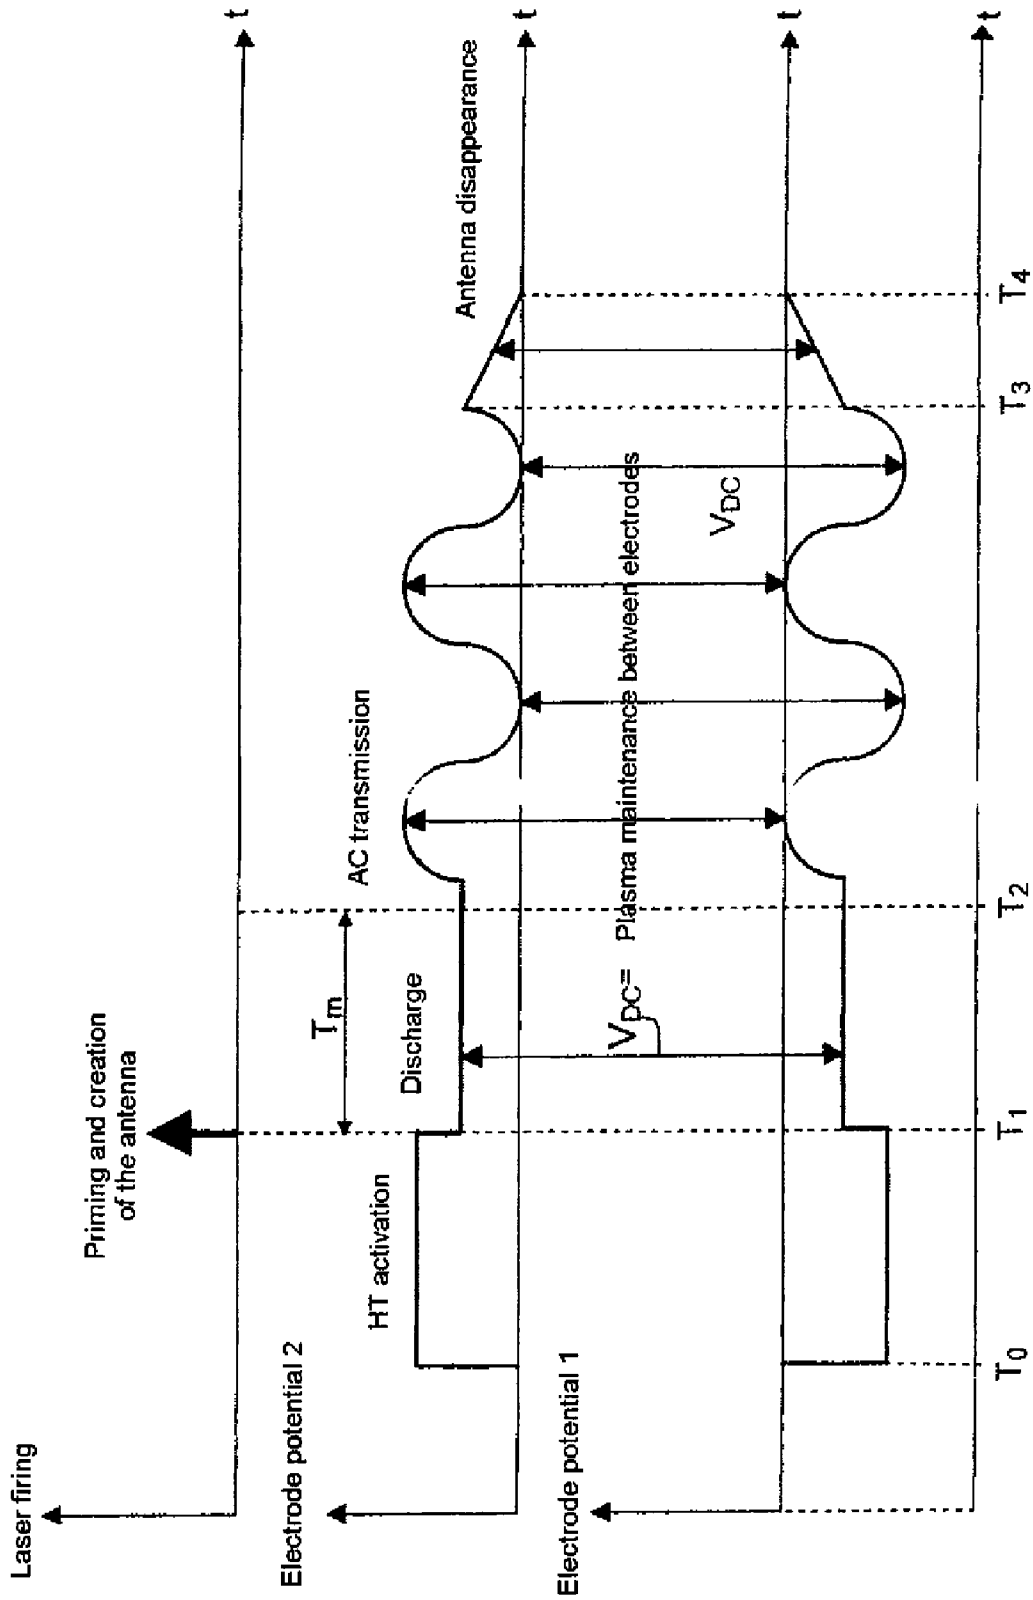 Laser firing
Priming and creation
of the antenna
t
Electrode potential 2
HT activation
Tm
Discharge
AC transmission
Antenna disappearance
t
Electrode potential 1
VDC= Plasma maintenance between electrodes
VDC
t
T0
T1
T2
T3
T4
t